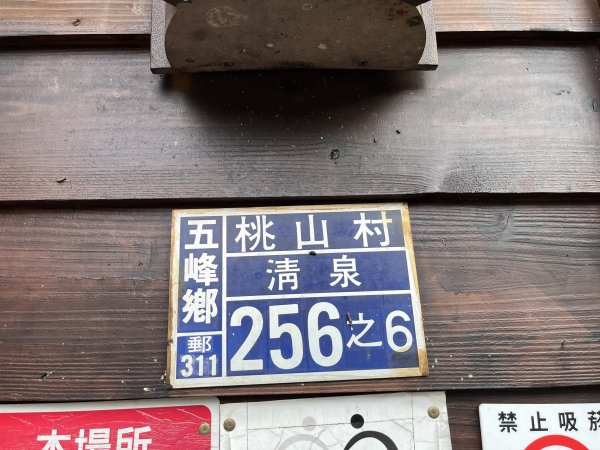 五峰鄉
郵
311
桃山村
清泉
256之6
本場所
禁止吸菸